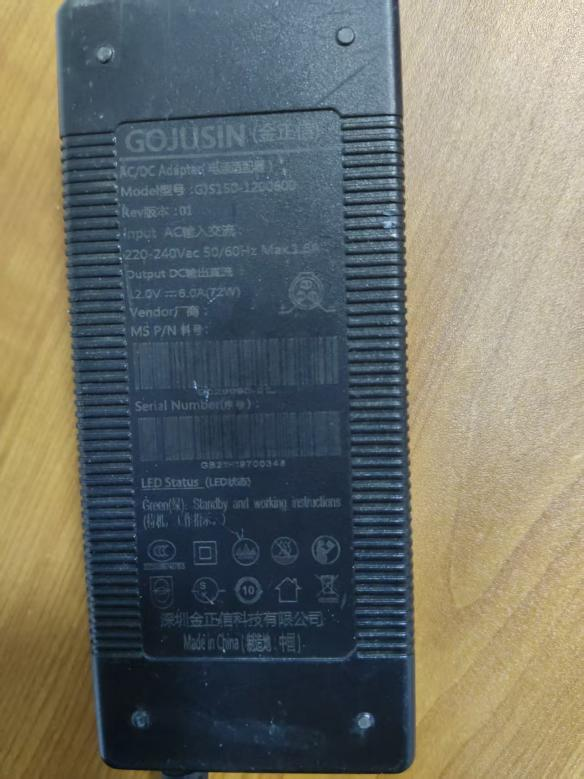 GOJUSIN (金正信)
AC/DC Adapter(电源适配器)
Model型号:GJS150-1200600
Rev版本:01
Input AC输入交流:
220-240Vac 50/60Hz Max
Output DC输出直流:
12.0V 6.0A(72W)
Vendor厂商:
MS P/N 料号:
Serial Number(序号):
GB21H19700348
LED Status (LED状态)
Green(绿): Standby and working instructions
(待机、工作指示。)
CCC
S
10
深圳金正信科技有限公司
Made in China (制造地:中国)